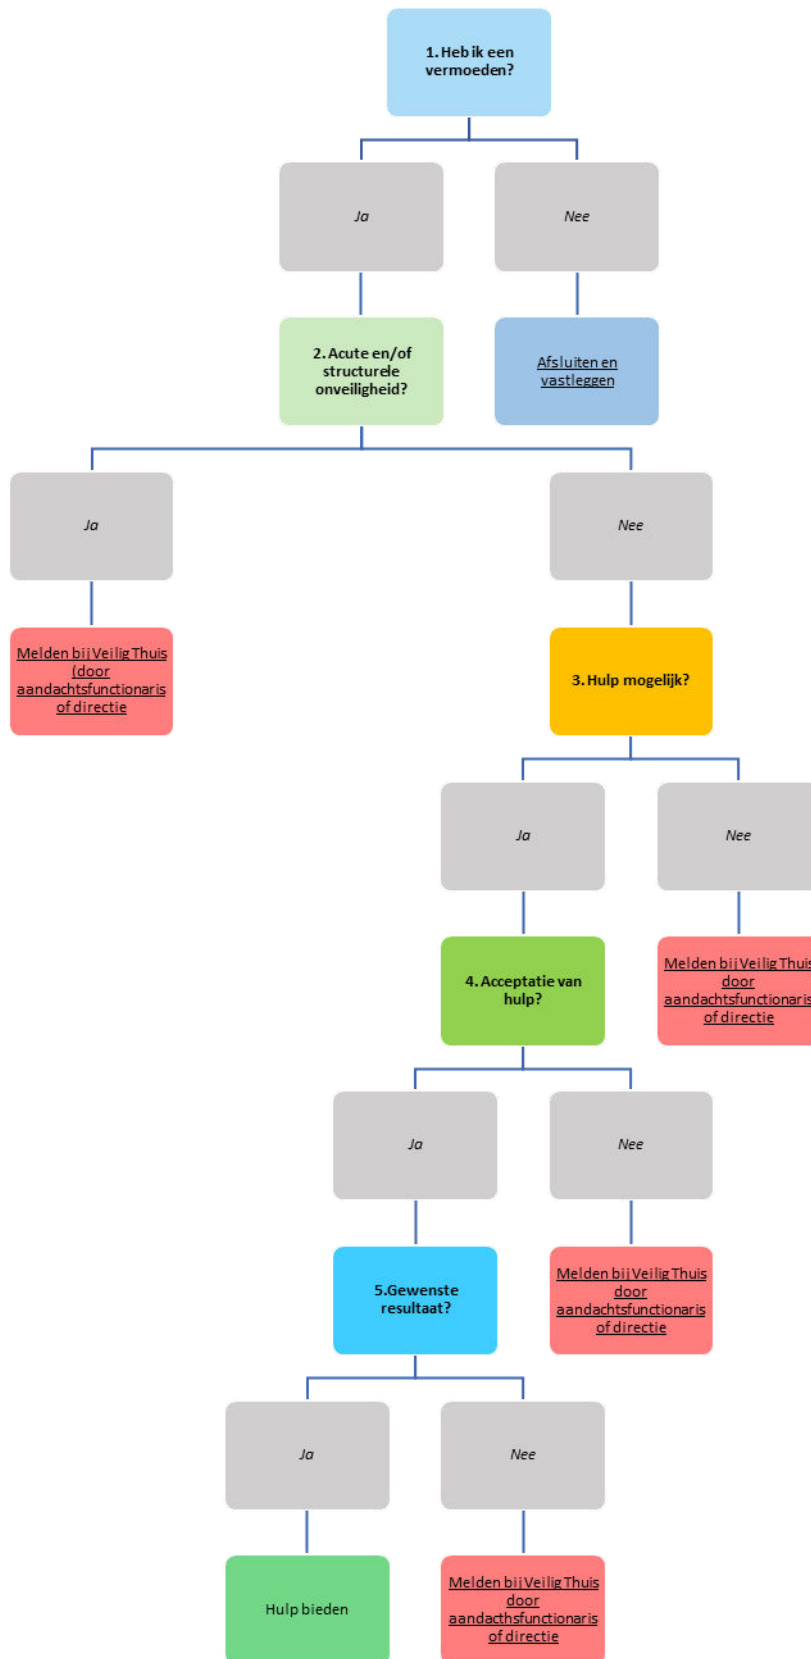 1. Heb ik een
vermoeden?
Ja
Nee
2. Acute en/of
structurele
onveiligheid?
Afsluiten en
vastleggen
Ja
Nee
Melden bij Veilig Thuis
(door
aandachtsfunctionaris
of directie
3. Hulp mogelijk?
Ja
Nee
4. Acceptatie van
hulp?
Melden bij Veilig Thuis
door
aandachtsfunctionaris
of directie
Ja
Nee
5.Gewenste
resultaat?
Melden bij Veilig Thuis
door
aandachtsfunctionaris
of directie
Ja
Nee
Hulp bieden
Melden bij Veilig Thuis
door
aandacthsfunctionaris
of directie